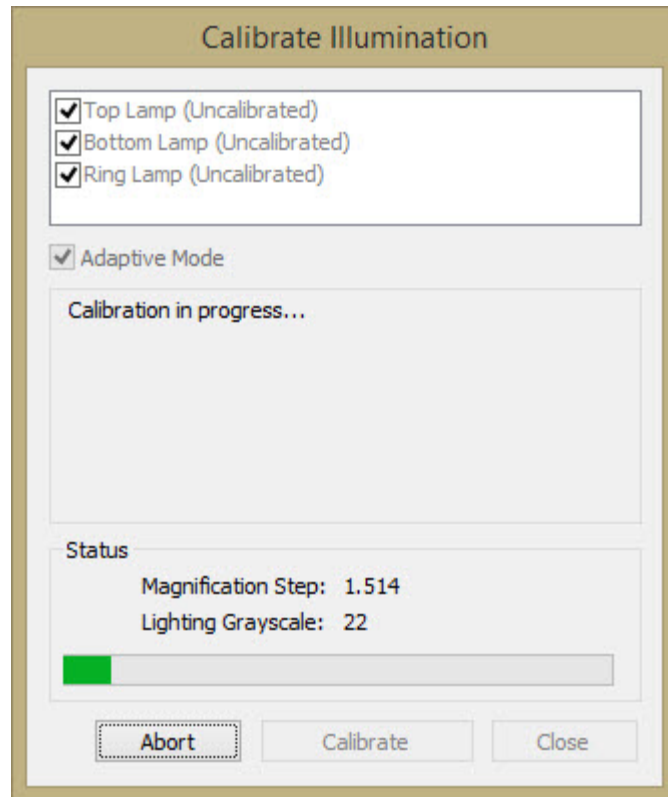 Calibrate Illumination
Top Lamp (Uncalibrated)
Bottom Lamp (Uncalibrated)
Ring Lamp (Uncalibrated)
Adaptive Mode
Calibration in progress...
Status
Magnification Step: 1.514
Lighting Grayscale: 22
Abort Calibrate Close